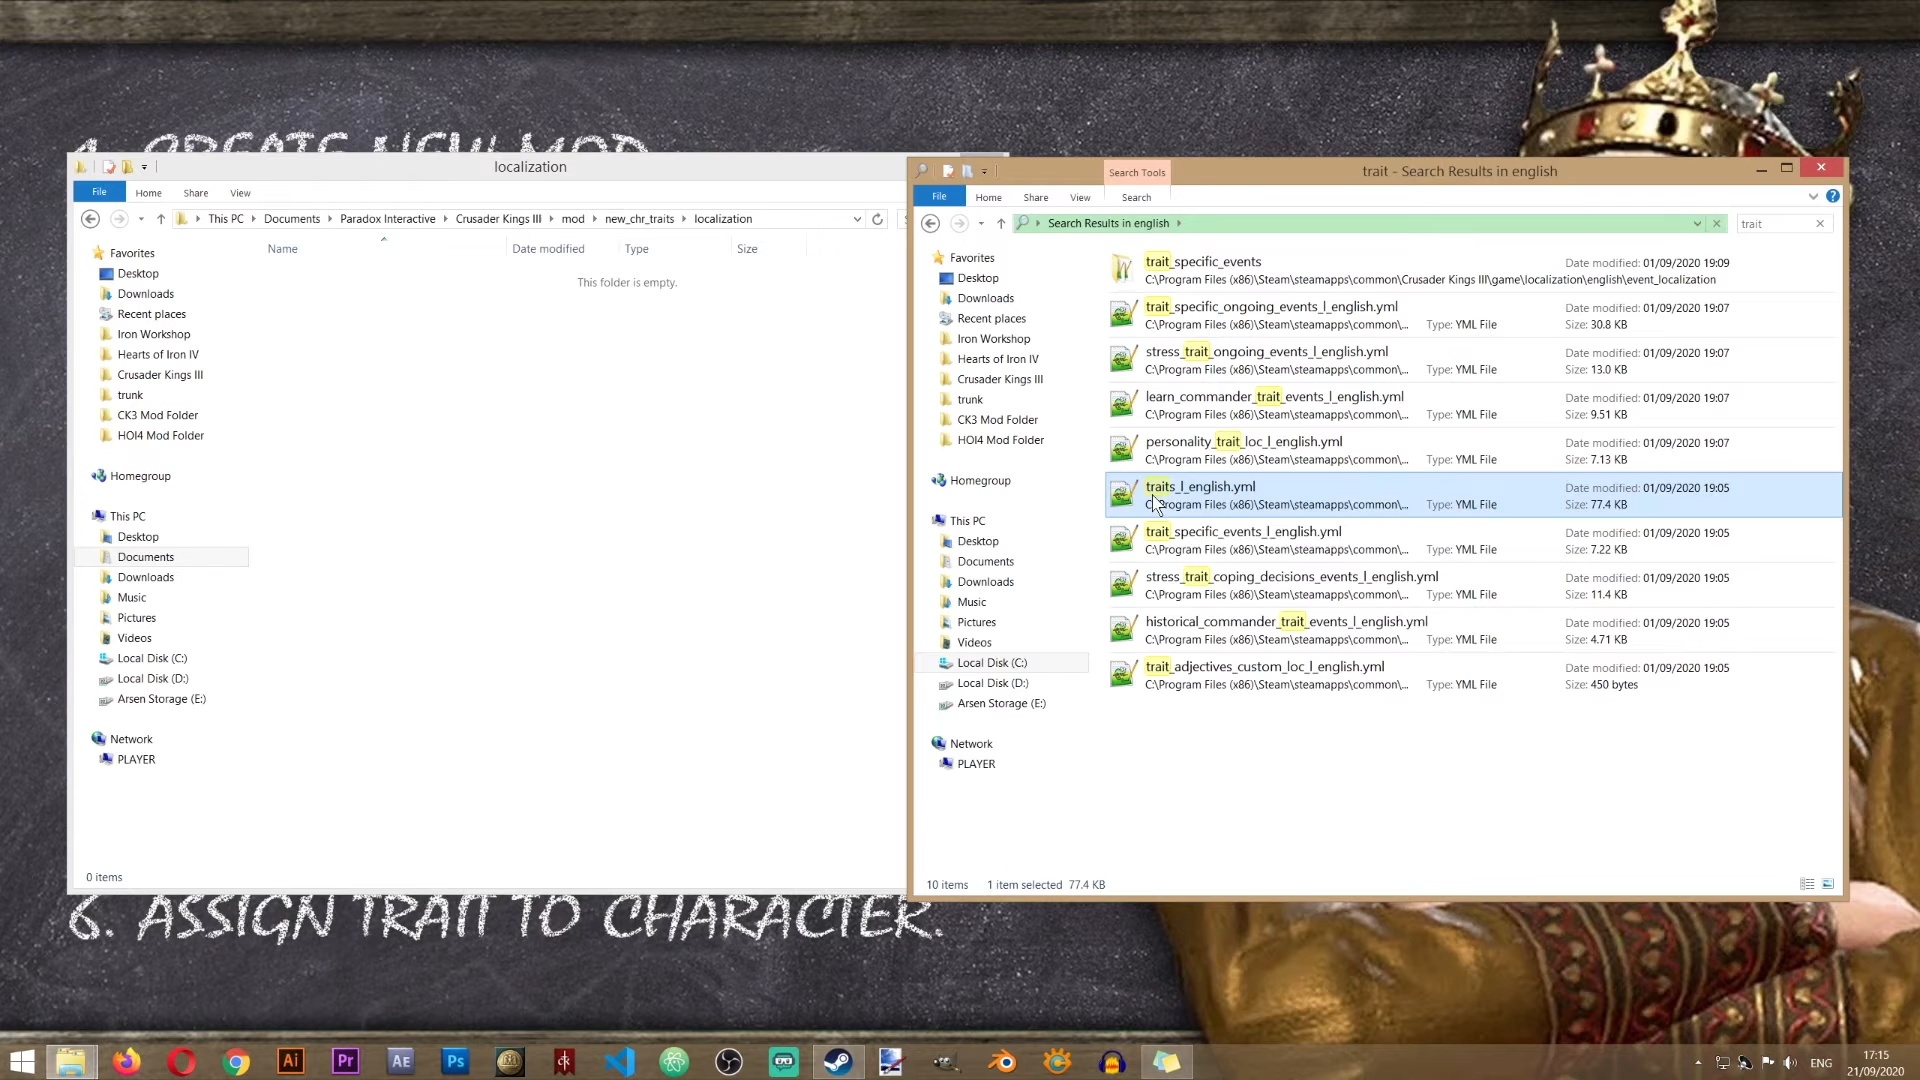 4. CREATE NEW MOD
localization
File
Home
Share
View
This PC
Documents
Paradox Interactive
Crusader Kings III
mod
new_chr_traits
localization
Name
Date modified
Type
Size
This folder is empty.
Favorites
Desktop
Downloads
Recent places
Iron Workshop
Hearts of Iron IV
Crusader Kings III
trunk
CK3 Mod Folder
HOI4 Mod Folder
Homegroup
This PC
Desktop
Documents
Downloads
Music
Pictures
Videos
Local Disk (C:)
Local Disk (D:)
Arsen Storage (E:)
Network
PLAYER
0 items
Search Tools
trait - Search Results in english
File
Home
Share
View
Search
Search Results in english
trait
Favorites
Desktop
Downloads
Recent places
Iron Workshop
Hearts of Iron IV
Crusader Kings III
trunk
CK3 Mod Folder
HOI4 Mod Folder
Homegroup
This PC
Desktop
Documents
Downloads
Music
Pictures
Videos
Local Disk (C:)
Local Disk (D:)
Arsen Storage (E:)
Network
PLAYER
trait_specific_events
Date modified: 01/09/2020 19:09
C:\Program Files (x86)\Steam\steamapps\common\Crusader Kings III\game\localization\english\event_localization
trait_specific_ongoing_events_l_english.yml
Date modified: 01/09/2020 19:07
C:\Program Files (x86)\Steam\steamapps\common\... Type: YML File Size: 30.8 KB
stress_trait_ongoing_events_l_english.yml
Date modified: 01/09/2020 19:07
C:\Program Files (x86)\Steam\steamapps\common\... Type: YML File Size: 13.0 KB
learn_commander_trait_events_l_english.yml
Date modified: 01/09/2020 19:07
C:\Program Files (x86)\Steam\steamapps\common\... Type: YML File Size: 9.51 KB
personality_trait_loc_l_english.yml
Date modified: 01/09/2020 19:07
C:\Program Files (x86)\Steam\steamapps\common\... Type: YML File Size: 7.13 KB
traits_l_english.yml
Date modified: 01/09/2020 19:05
C:\Program Files (x86)\Steam\steamapps\common\... Type: YML File Size: 77.4 KB
trait_specific_events_l_english.yml
Date modified: 01/09/2020 19:05
C:\Program Files (x86)\Steam\steamapps\common\... Type: YML File Size: 7.22 KB
stress_trait_coping_decisions_events_l_english.yml
Date modified: 01/09/2020 19:05
C:\Program Files (x86)\Steam\steamapps\common\... Type: YML File Size: 11.4 KB
historical_commander_trait_events_l_english.yml
Date modified: 01/09/2020 19:05
C:\Program Files (x86)\Steam\steamapps\common\... Type: YML File Size: 4.71 KB
trait_adjectives_custom_loc_l_english.yml
Date modified: 01/09/2020 19:05
C:\Program Files (x86)\Steam\steamapps\common\... Type: YML File Size: 450 bytes
10 items 1 item selected 77.4 KB
6. ASSIGN TRAIT TO CHARACTER.
Ai
Pr
AE
Ps
ENG
17:15
21/09/2020